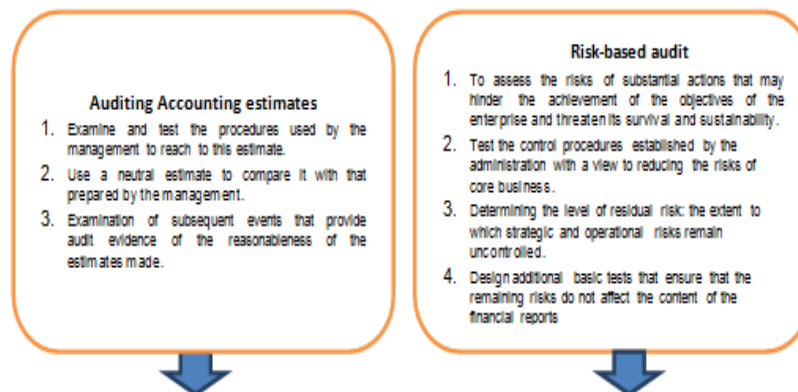 Auditing Accounting estimates
1. Examine and test the procedures used by the
management to reach to this estimate.
2. Use a neutral estimate to compare it with that
prepared by the management.
3. Examination of subsequent events that provide
audit evidence of the reasonableness of the
estimates made.
Risk-based audit
1. To assess the risks of substantial actions that may
hinder the achievement of the objectives of the
enterprise and threaten its survival and sustainability.
2. Test the control procedures established by the
administration with a view to reducing the risks of
core business.
3. Determining the level of residual risk: the extent to
which strategic and operational risks remain
uncontrolled.
4. Design additional basic tests that ensure that the
remaining risks do not affect the content of the
financial reports